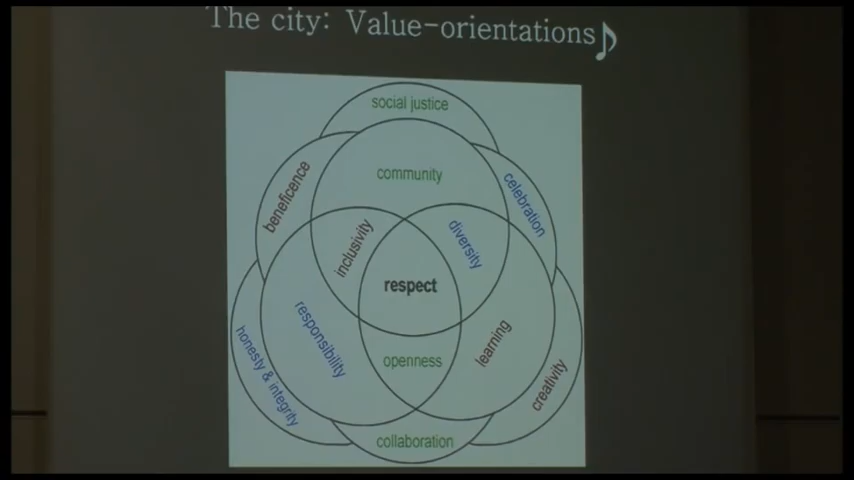 The city: Value-orientations♪
social justice
community
beneficence
celebration
inclusivity
diversity
respect
responsibility
learning
openness
honesty & integrity
creativity
collaboration